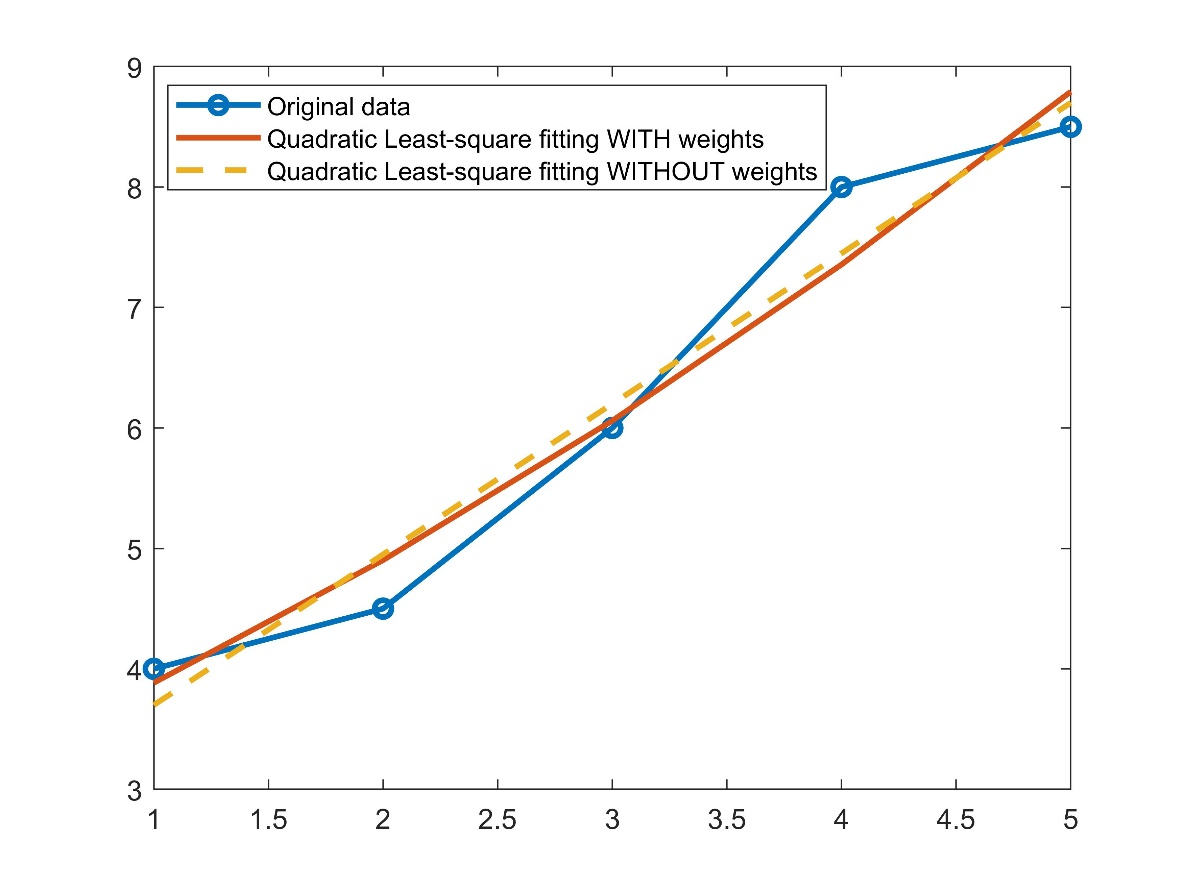 9
8
7
6
5
4
3
Original data
Quadratic Least-square fitting WITH weights
Quadratic Least-square fitting WITHOUT weights
1 1.5 2 2.5 3 3.5 4 4.5 5